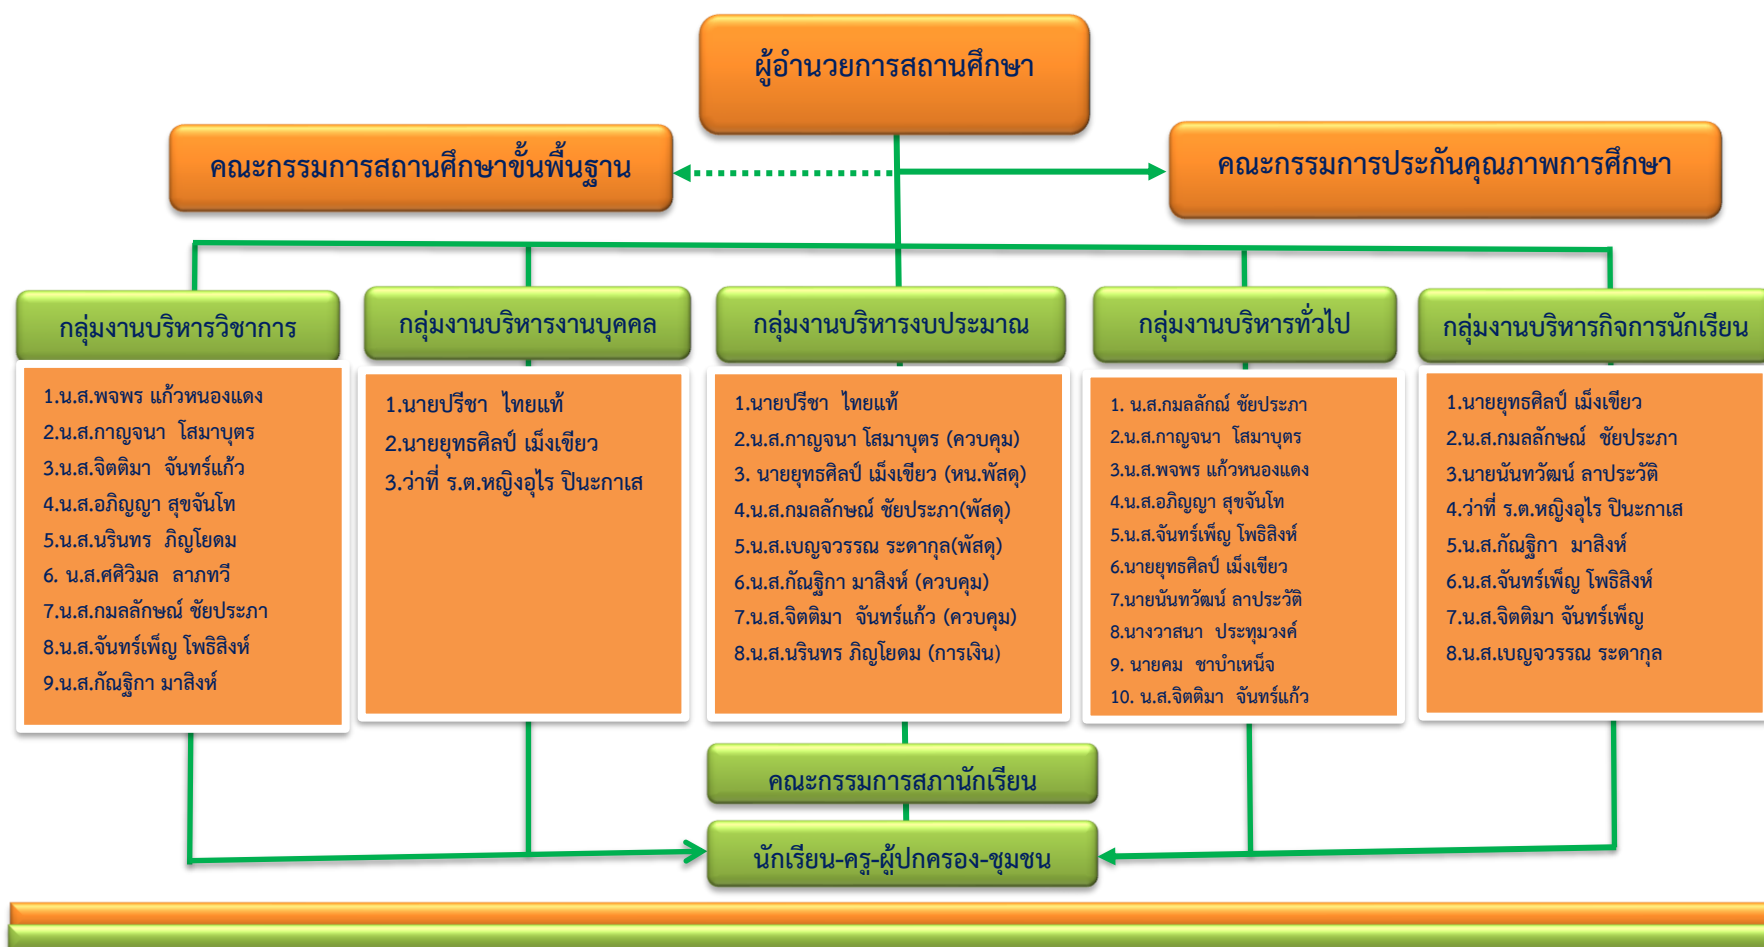 ผู้อำนวยการสถานศึกษา
คณะกรรมการสถานศึกษาขั้นพื้นฐาน
คณะกรรมการประกันคุณภาพการศึกษา
กลุ่มงานบริหารวิชาการ
1.น.ส.พจพร แก้วหนองแดง
2.น.ส.กาญจนา โสมาบุตร
3.น.ส.จิตติมา จันทร์แก้ว
4.น.ส.อภิญญา สุขจันโท
5.น.ส.นรินทร ภิญโยดม
6. น.ส.ศศิวิมล ลาภทวี
7.น.ส.กมลลักษณ์ ชัยประภา
8.น.ส.จันทร์เพ็ญ โพธิสิงห์
9.น.ส.กัณฐิกา มาสิงห์
กลุ่มงานบริหารงานบุคคล
1.นายปรีชา ไทยแท้
2.นายยุทธศิลป์ เม็งเขียว
3.ว่าที่ ร.ต.หญิงอุไร ปินะกาเส
กลุ่มงานบริหารงบประมาณ
1.นายปรีชา ไทยแท้
2.น.ส.กาญจนา โสมาบุตร (ควบคุม)
3. นายยุทธศิลป์ เม็งเขียว (หน.พัสดุ)
4.น.ส.กมลลักษณ์ ชัยประภา(พัสดุ)
5.น.ส.เบญจวรรณ ระดากุล(พัสดุ)
6.น.ส.กัณฐิกา มาสิงห์ (ควบคุม)
7.น.ส.จิตติมา จันทร์แก้ว (ควบคุม)
8.น.ส.นรินทร ภิญโยดม (การเงิน)
กลุ่มงานบริหารทั่วไป
1. น.ส.กมลลักณ์ ชัยประภา
2.น.ส.กาญจนา โสมาบุตร
3.น.ส.พจพร แก้วหนองแดง
4.น.ส.อภิญญา สุขจันโท
5.น.ส.จันทร์เพ็ญ โพธิสิงห์
6.นายยุทธศิลป์ เม็งเขียว
7.นายนันทวัฒน์ ลาประวัติ
8.นางวาสนา ประทุมวงค์
9. นายคม ชาบำเหน็จ
10. น.ส.จิตติมา จันทร์แก้ว
กลุ่มงานบริหารกิจการนักเรียน
1.นายยุทธศิลป์ เม็งเขียว
2.น.ส.กมลลักษณ์ ชัยประภา
3.นายนันทวัฒน์ ลาประวัติ
4.ว่าที่ ร.ต.หญิงอุไร ปินะกาเส
5.น.ส.กัณฐิกา มาสิงห์
6.น.ส.จันทร์เพ็ญ โพธิสิงห์
7.น.ส.จิตติมา จันทร์เพ็ญ
8.น.ส.เบญจวรรณ ระดากุล
คณะกรรมการสภานักเรียน
นักเรียน-ครู-ผู้ปกครอง-ชุมชน